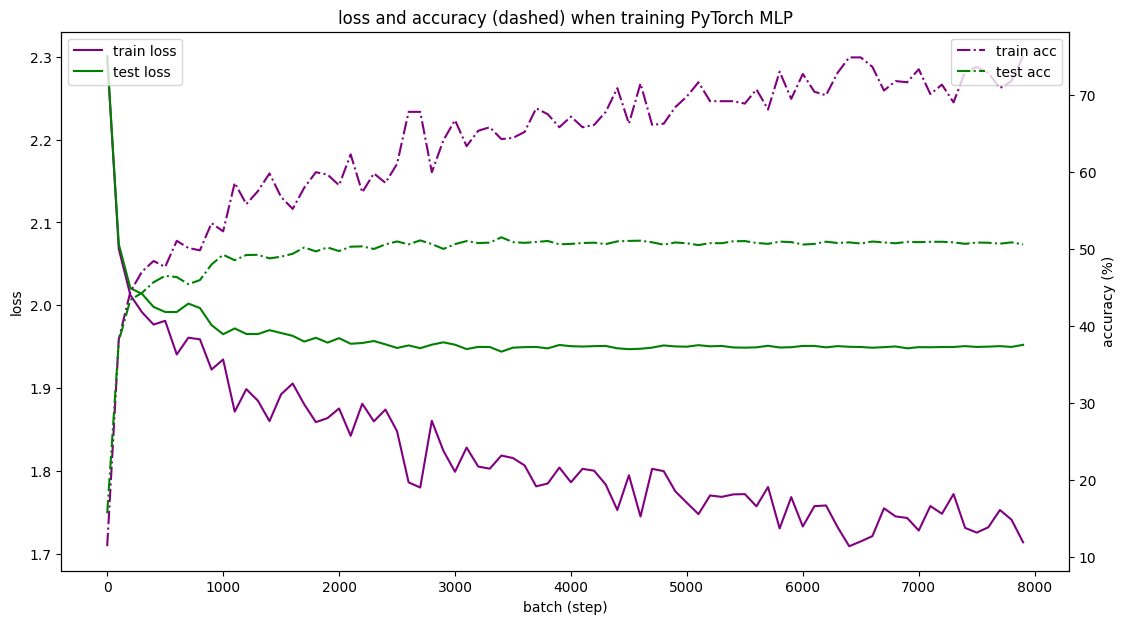 loss and accuracy (dashed) when training PyTorch MLP
train loss
test loss
train acc
test acc
2.3
2.2
2.1
2.0
1.9
1.8
1.7
loss
70
60
50
40
30
20
10
accuracy (%)
0 1000 2000 3000 4000 5000 6000 7000 8000
batch (step)